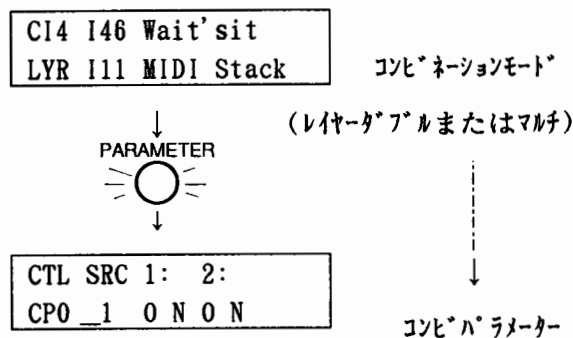 CI4 I46 Wait'sit
LYR I11 MIDI Stack
コンビネーションモード
(レイヤーダブルまたはマルチ)
↓
PARAMETER
↓
CTL SRC 1: 2:
CP0 _1 O N O N
コンビパラメーター